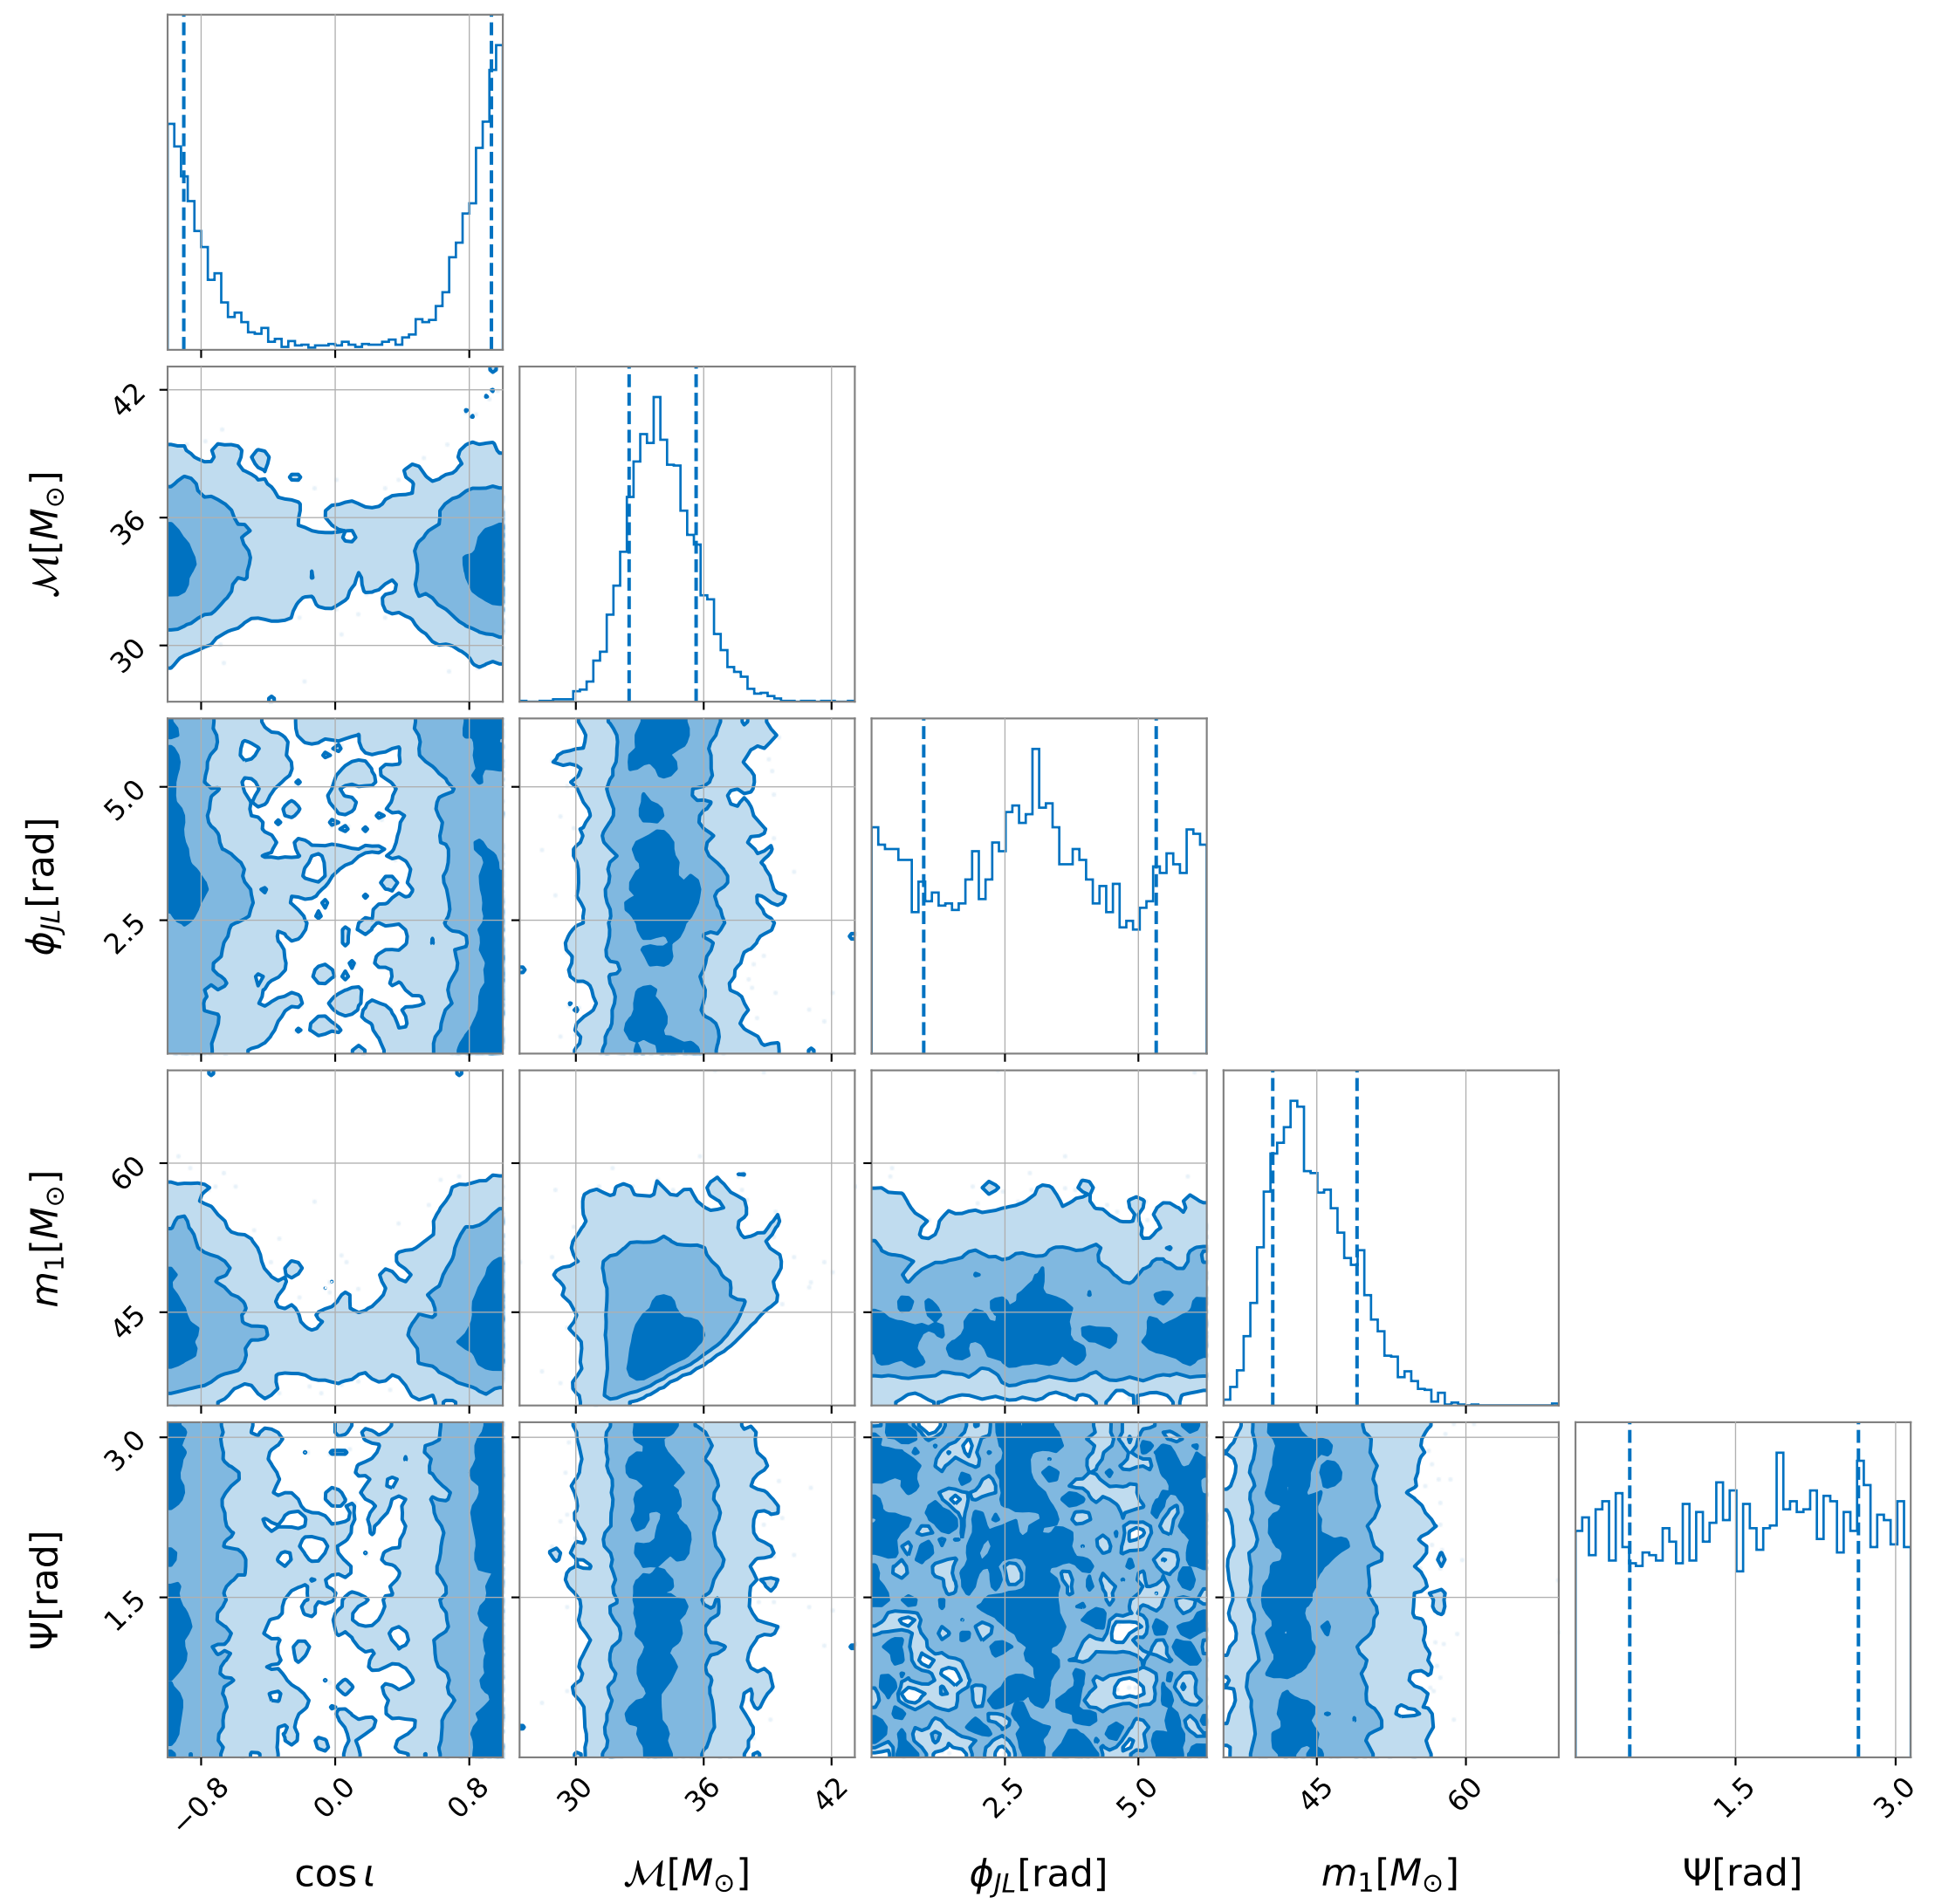 42
36
30
ℳ[M⊙]
5.0
2.5
ϕJL[rad]
60
45
m1[M⊙]
3.0
1.5
Ψ[rad]
−0.8 0.0 0.8 30 36 42 2.5 5.0 45 60 1.5 3.0
cos ι ℳ[M⊙] ϕJL[rad] m1[M⊙] Ψ[rad]